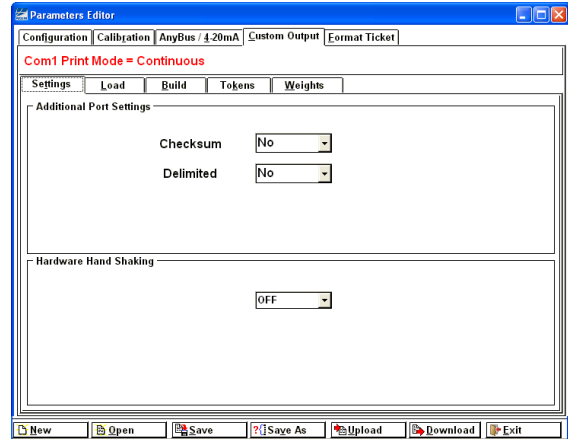 Parameters Editor
Configuration Calibration AnyBus / 4-20mA Custom Output Format Ticket
Com1 Print Mode = Continuous
Settings Load Build Tokens Weights
Additional Port Settings
Checksum No
Delimited No
Hardware Hand Shaking
OFF
New Open Save ?( Save As Upload Download Exit